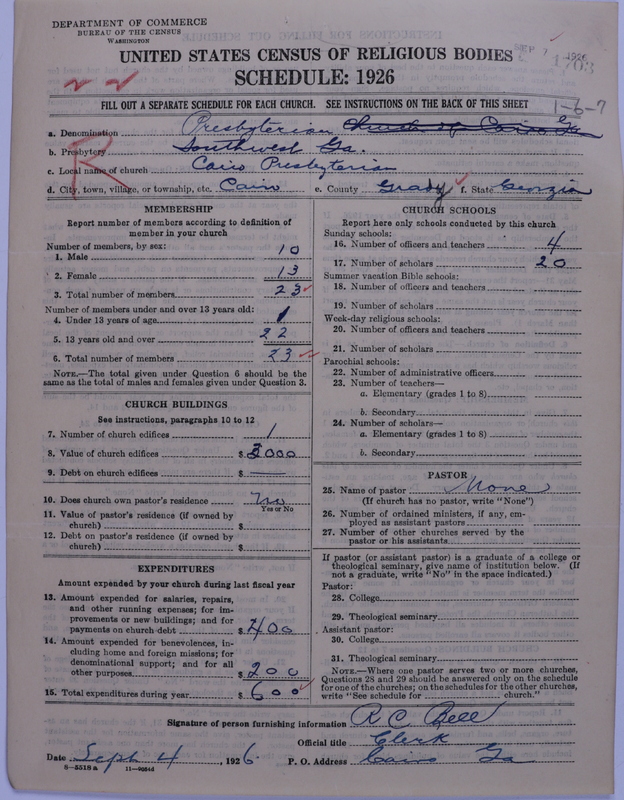 DEPARTMENT OF COMMERCE
BUREAU OF THE CENSUS
WASHINGTON
UNITED STATES CENSUS OF RELIGIOUS BODIES
SEP 7 1926
1703
SCHEDULE: 1926
FILL OUT A SEPARATE SCHEDULE FOR EACH CHURCH. SEE INSTRUCTIONS ON THE BACK OF THIS SHEET
1-6-7
R
a. Denomination Presbyterian Church of Cairo Ga
b. Presbytery Southwest Ga.
c. Local name of church Cairo Presbyterian
d. City, town, village, or township, etc. Cairo e. County Grady f. State Georgia
MEMBERSHIP
Report number of members according to definition of member in your church
Number of members, by sex:
1. Male 10
2. Female 13
3. Total number of members 23
Number of members under and over 13 years old:
4. Under 13 years of age 1
5. 13 years old and over 22
6. Total number of members 23
NOTE.—The total given under Question 6 should be
same as the total of males and females given under Question 3.
CHURCH BUILDINGS
See instructions, paragraphs 10 to 12
7. Number of church edifices 1
8. Value of church edifices $3000
9. Debt on church edifices $ —
10. Does church own pastor's residence No
Yes or No
11. Value of pastor's residence (if owned by
church) $
12. Debt on pastor's residence (if owned by
church) $
EXPENDITURES
Amount expended by your church during last fiscal year
13. Amount expended for salaries, repairs,
and other running expenses; for im-
provements or new buildings; and for
payments on church debt $400
14. Amount expended for benevolences, in-
cluding home and foreign missions; for
denominational support; and for all
other purposes $200
15. Total expenditures during year $600
CHURCH SCHOOLS
Report here only schools conducted by this church
Sunday schools:
16. Number of officers and teachers 4
17. Number of scholars 20
Summer vacation Bible schools:
18. Number of officers and teachers
19. Number of scholars
Week-day religious schools:
20. Number of officers and teachers
21. Number of scholars
Parochial schools:
22. Number of administrative officers
23. Number of teachers—
a. Elementary (grades 1 to 8)
b. Secondary
24. Number of scholars—
a. Elementary (grades 1 to 8)
b. Secondary
PASTOR
25. Name of pastor None
(If church has no pastor, write "None")
26. Number of ordained ministers, if any, em-
ployed as assistant pastors
27. Number of other churches served by the
pastor or his assistants
If pastor (or assistant pastor) is a graduate of a college or
theological seminary, give name of institution below. (If
not a graduate, write "No" in the space indicated.)
Pastor:
28. College
29. Theological seminary
Assistant pastor:
30. College
31. Theological seminary
NOTE.—Where one pastor serves two or more churches,
Questions 28 and 29 should be answered only on the schedule
for one of the churches; on the schedules for the other churches,
write "See schedule for church."
Signature of person furnishing information R C Bell
Official title Clerk
Date Sept 4, 1926. P. O. Address Cairo Ga
8-5518a 11-9054d